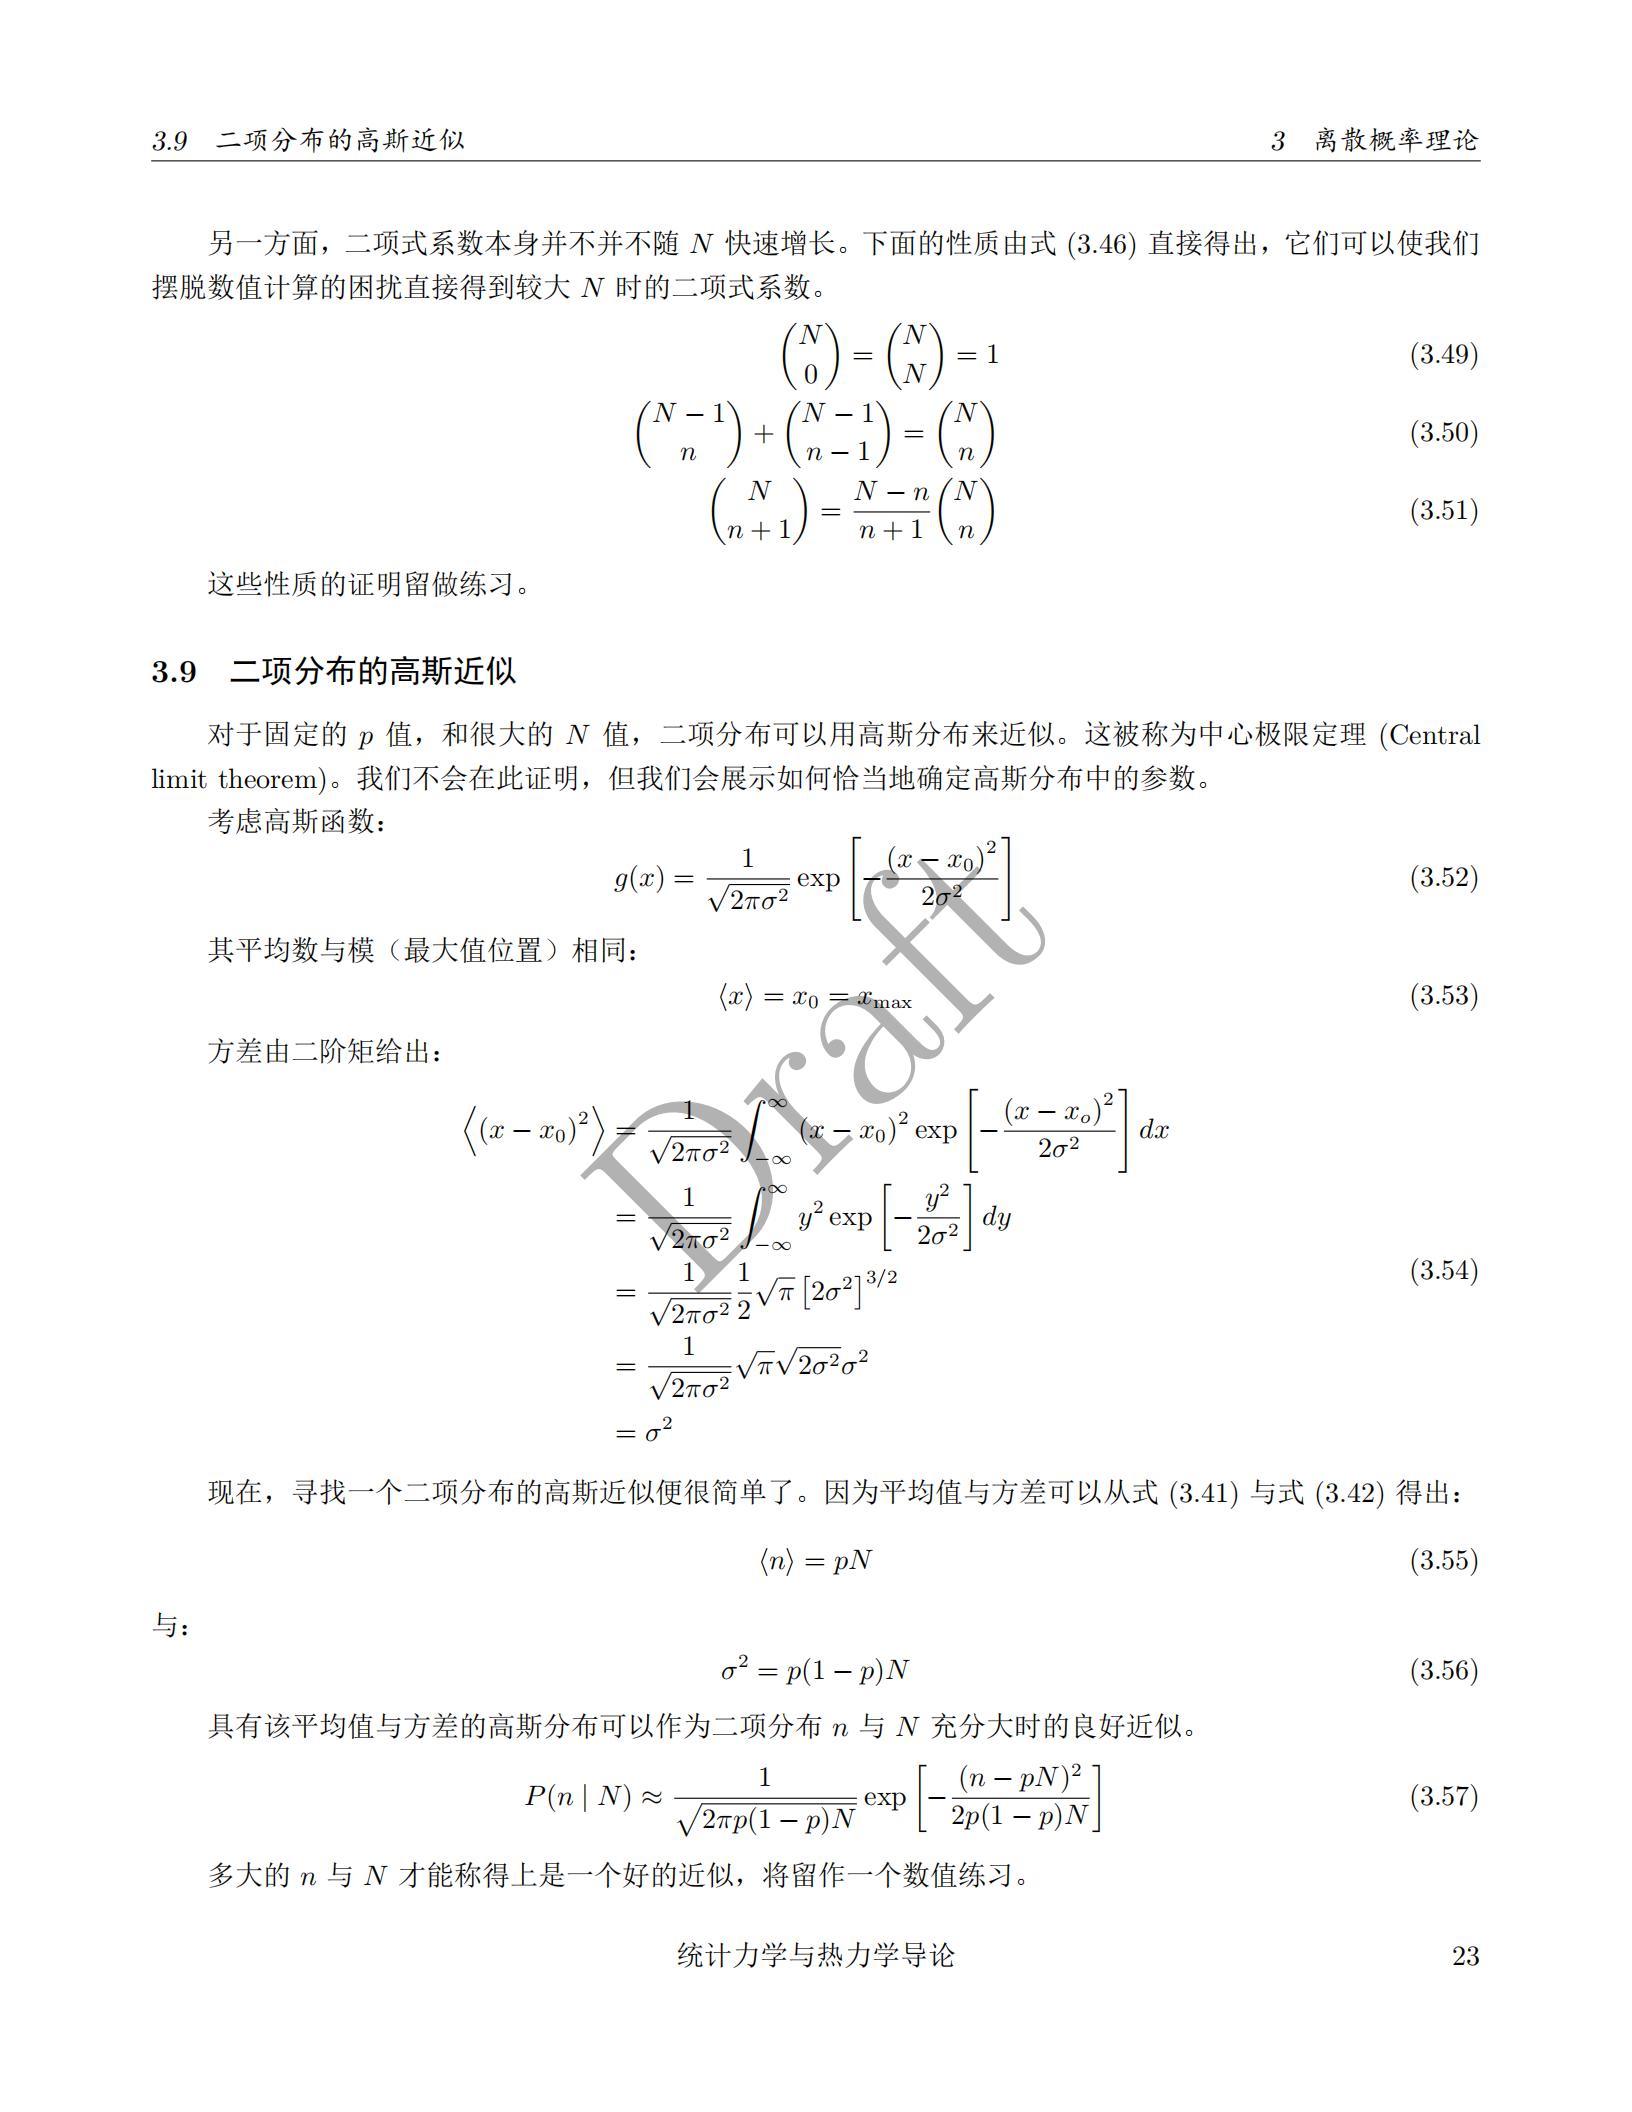 3.9 二项分布的高斯近似 3 离散概率理论
另一方面，二项式系数本身并不并不随 N 快速增长。下面的性质由式 (3.46) 直接得出，它们可以使我们
摆脱数值计算的困扰直接得到较大 N 时的二项式系数。
\binom{N}{0} = \binom{N}{N} = 1 (3.49)
\binom{N-1}{n} + \binom{N-1}{n-1} = \binom{N}{n} (3.50)
\binom{N}{n+1} = \frac{N-n}{n+1} \binom{N}{n} (3.51)
这些性质的证明留做练习。
3.9 二项分布的高斯近似
对于固定的 p 值，和很大的 N 值，二项分布可以用高斯分布来近似。这被称为中心极限定理 (Central
limit theorem)。我们不会在此证明，但我们会展示如何恰当地确定高斯分布中的参数。
考虑高斯函数：
g(x) = \frac{1}{\sqrt{2\pi\sigma^2}} \exp\left[-\frac{(x-x_0)^2}{2\sigma^2}\right] (3.52)
其平均数与模（最大值位置）相同：
⟨x⟩ = x_0 = x_{max} (3.53)
方差由二阶矩给出：
\left\langle (x-x_0)^2 \right\rangle = \frac{1}{\sqrt{2\pi\sigma^2}} \int_{-\infty}^{\infty} (x-x_0)^2 \exp\left[-\frac{(x-x_o)^2}{2\sigma^2}\right] dx
= \frac{1}{\sqrt{2\pi\sigma^2}} \int_{-\infty}^{\infty} y^2 \exp\left[-\frac{y^2}{2\sigma^2}\right] dy
= \frac{1}{\sqrt{2\pi\sigma^2}} \frac{1}{2} \sqrt{\pi} \left[2\sigma^2\right]^{3/2} (3.54)
= \frac{1}{\sqrt{2\pi\sigma^2}} \sqrt{\pi} \sqrt{2\sigma^2} \sigma^2
= \sigma^2
现在，寻找一个二项分布的高斯近似便很简单了。因为平均值与方差可以从式 (3.41) 与式 (3.42) 得出：
⟨n⟩ = pN (3.55)
与：
\sigma^2 = p(1-p)N (3.56)
具有该平均值与方差的高斯分布可以作为二项分布 n 与 N 充分大时的良好近似。
P(n | N) ≈ \frac{1}{\sqrt{2\pi p(1-p)N}} \exp\left[-\frac{(n-pN)^2}{2p(1-p)N}\right] (3.57)
多大的 n 与 N 才能称得上是一个好的近似，将留作一个数值练习。
统计力学与热力学导论 23
Draft